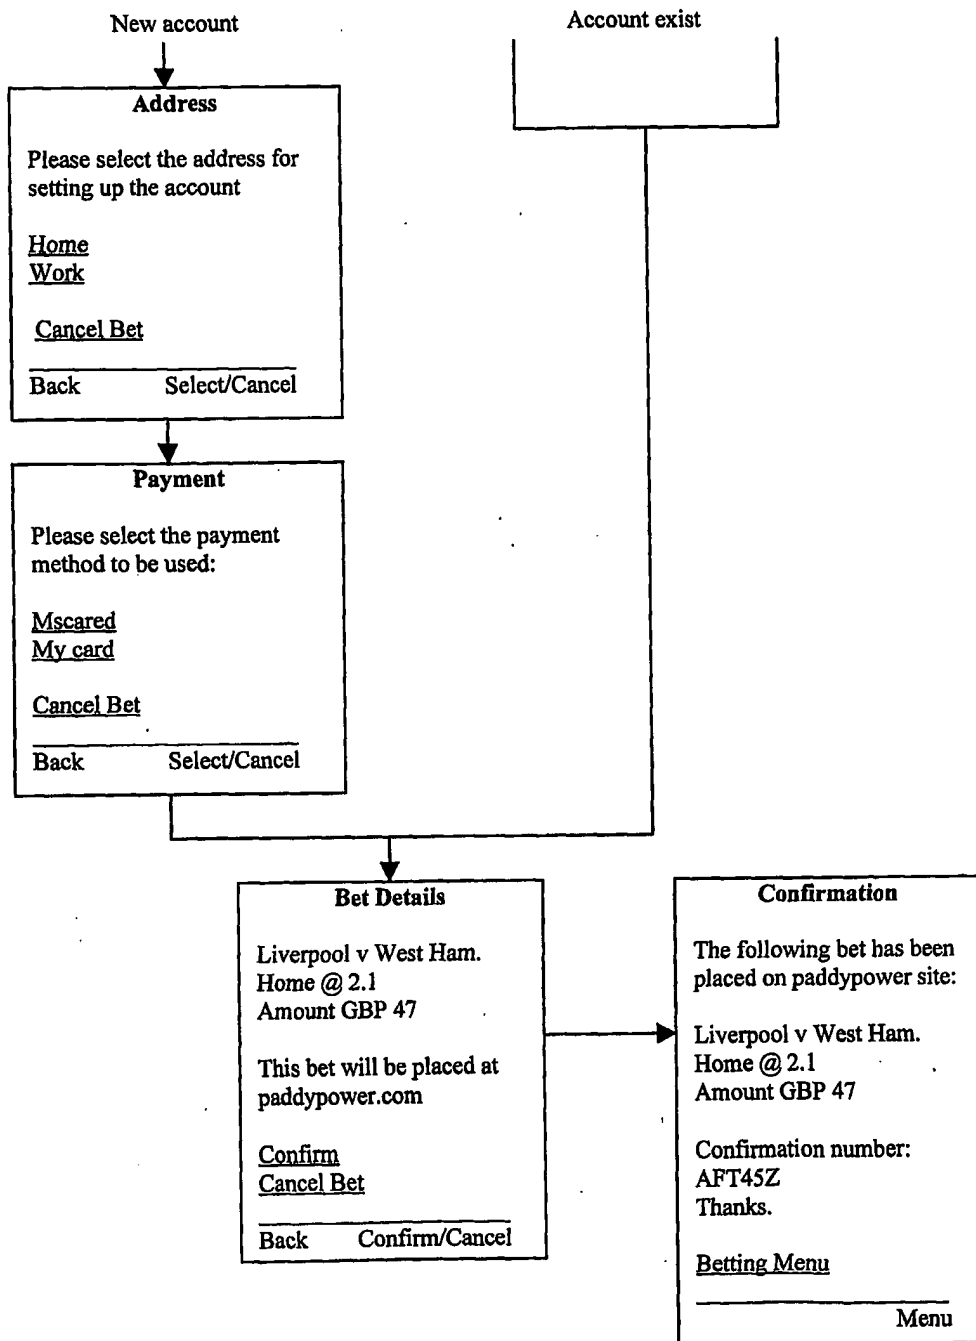 New account
Account exist
Address
Please select the address for
setting up the account
Home
Work
Cancel Bet
Back Select/Cancel
Payment
Please select the payment
method to be used:
Mscared
My card
Cancel Bet
Back Select/Cancel
Bet Details
Liverpool v West Ham.
Home @ 2.1
Amount GBP 47
This bet will be placed at
paddypower.com
Confirm
Cancel Bet
Back Confirm/Cancel
Confirmation
The following bet has been
placed on paddypower site:
Liverpool v West Ham.
Home @ 2.1
Amount GBP 47
Confirmation number:
AFT45Z
Thanks.
Betting Menu
Menu